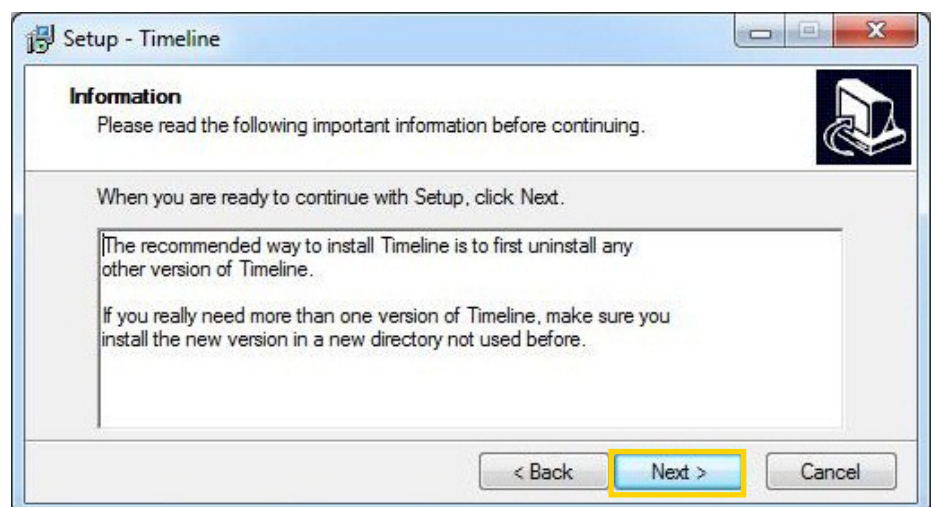 Setup - Timeline
Information
Please read the following important information before continuing.
When you are ready to continue with Setup, click Next.
The recommended way to install Timeline is to first uninstall any
other version of Timeline.
If you really need more than one version of Timeline, make sure you
install the new version in a new directory not used before.
< Back Next > Cancel